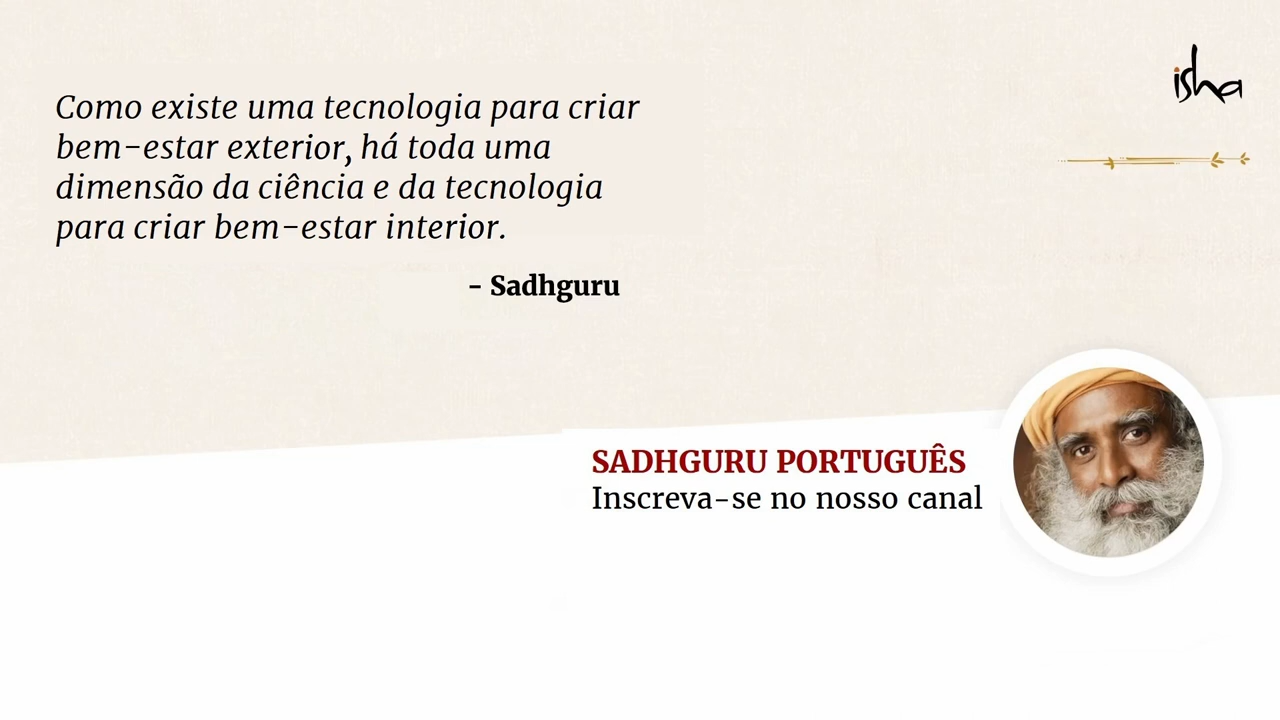 isha
Como existe uma tecnologia para criar
bem-estar exterior, há toda uma
dimensão da ciência e da tecnologia
para criar bem-estar interior.
- Sadhguru
SADHGURU PORTUGUÊS
Inscreva-se no nosso canal